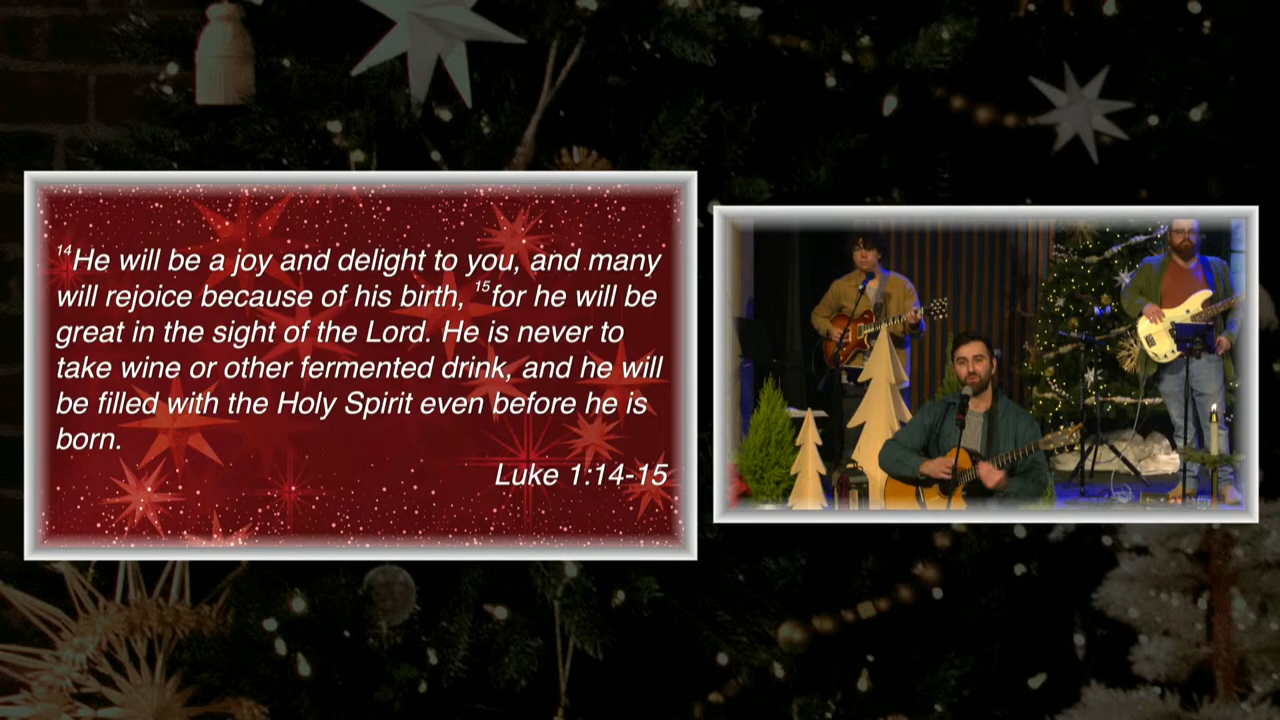 ¹⁴He will be a joy and delight to you, and many
will rejoice because of his birth, ¹⁵for he will be
great in the sight of the Lord. He is never to
take wine or other fermented drink, and he will
be filled with the Holy Spirit even before he is
born.
Luke 1:14-15